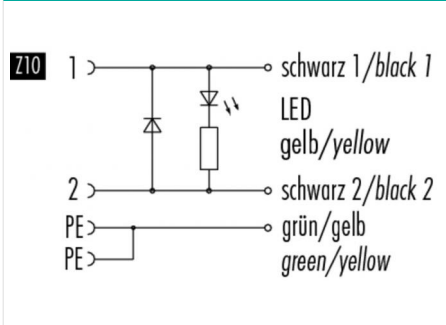 Z10 1 schwarz 1/black 1
LED
gelb/yellow
2 schwarz 2/black 2
PE grün/gelb
PE green/yellow